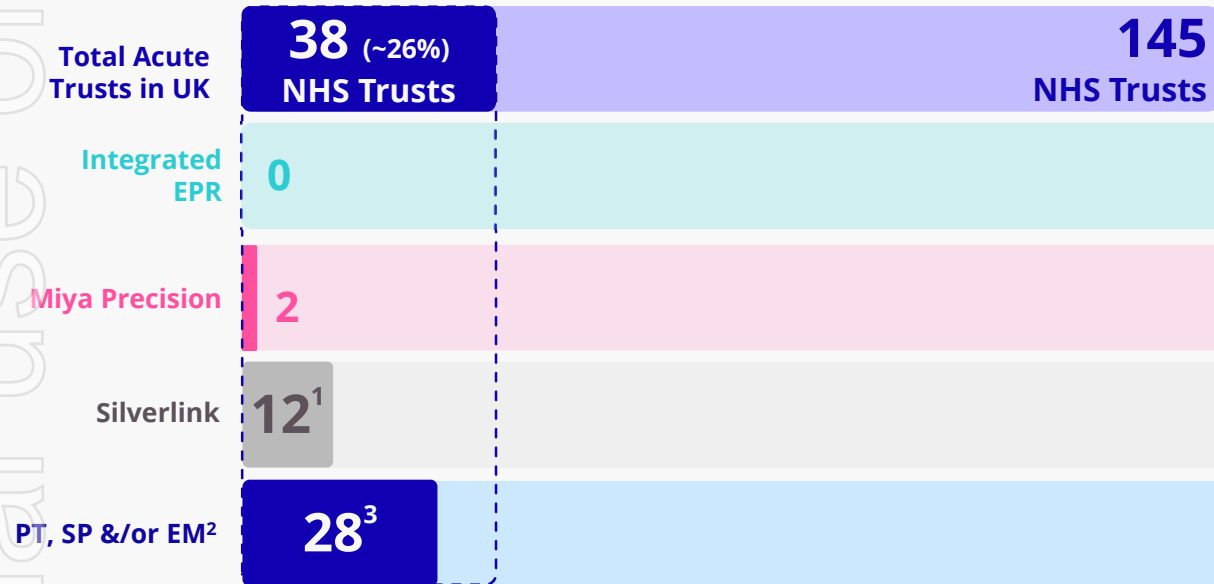 Total Acute
Trusts in UK
38 (~26%)
NHS Trusts
145
NHS Trusts
Integrated
EPR
0
Miya Precision
2
Silverlink
12¹
PT, SP &/or EM²
28³